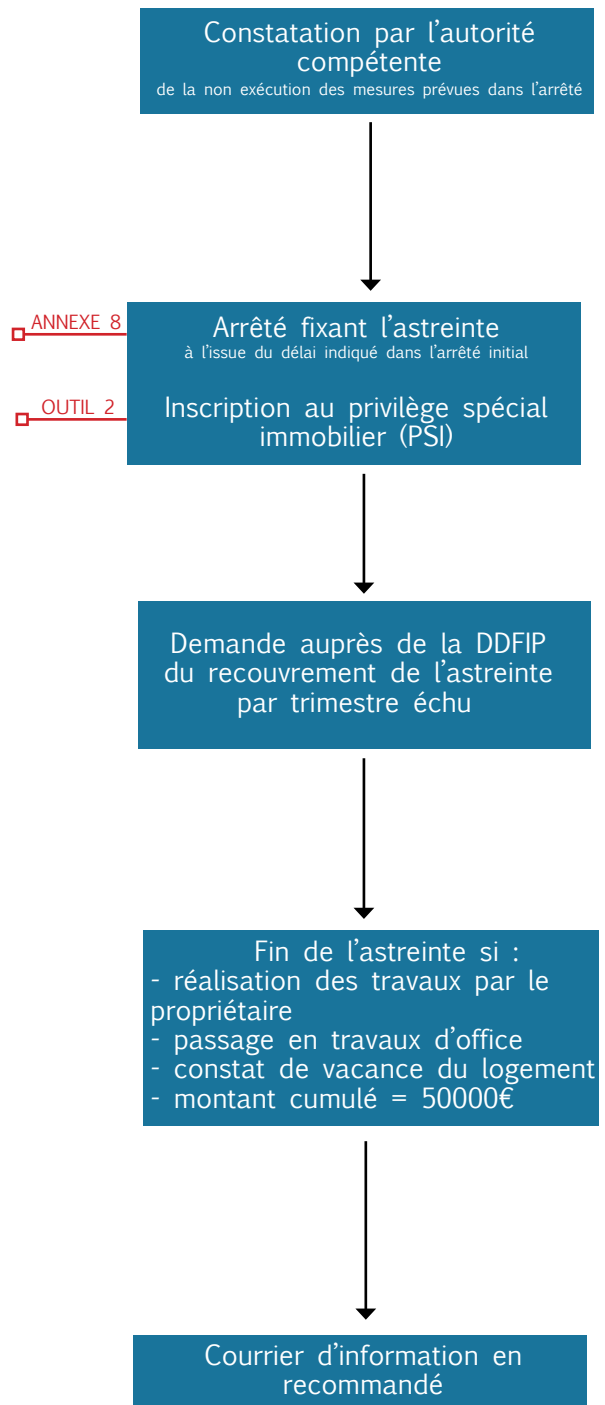 Constatation par l'autorité
compétente
de la non exécution des mesures prévues dans l'arrêté
ANNEXE 8
Arrêté fixant l'astreinte
à l'issue du délai indiqué dans l'arrêté initial
OUTIL 2
Inscription au privilège spécial
immobilier (PSI)
Demande auprès de la DDFIP
du recouvrement de l'astreinte
par trimestre échu
Fin de l'astreinte si :
- réalisation des travaux par le
propriétaire
- passage en travaux d'office
- constat de vacance du logement
- montant cumulé = 50000€
Courrier d'information en
recommandé